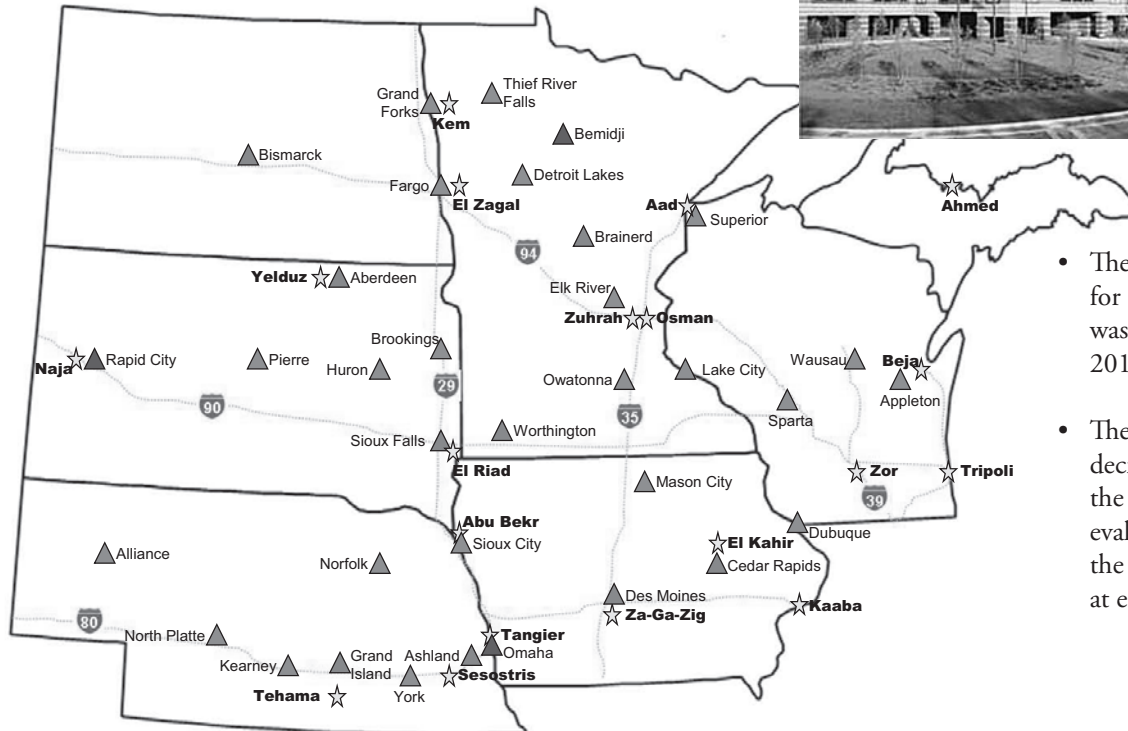 Grand
Forks
Kem
Thief River
Falls
Bemidji
Bismarck
Fargo
El Zagal
Detroit Lakes
Aad
Superior
Ahmed
Brainerd
94
Yelduz
Aberdeen
Elk River
Zuhrah
Osman
Naja
Rapid City
Pierre
Huron
Brookings
29
Owatonna
Lake City
Wausau
Beja
Appleton
90
35
Sparta
Sioux Falls
Worthington
El Riad
Mason City
Zor
Tripoli
39
Abu Bekr
Sioux City
Dubuque
Alliance
Norfolk
El Kahir
Cedar Rapids
Des Moines
Za-Ga-Zig
Kaaba
80
North Platte
Tangier
Omaha
Kearney
Grand
Island
Ashland
Sesostris
York
Tehama
• The
for
was
201
• The
deci
the
eval
the
at e